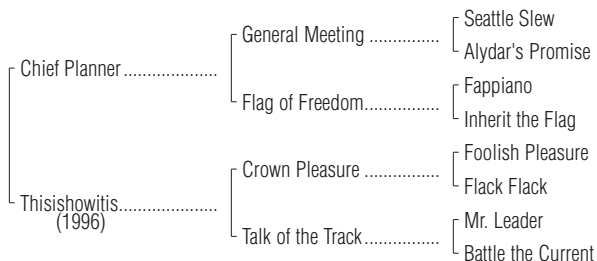 Seattle Slew
General Meeting ...............
Alydar's Promise
Chief Planner ....................
Fappiano
Flag of Freedom................
Inherit the Flag
Foolish Pleasure
Crown Pleasure ................
Flack Flack
Thisishowitis.....................
(1996)
Mr. Leader
Talk of the Track................
Battle the Current